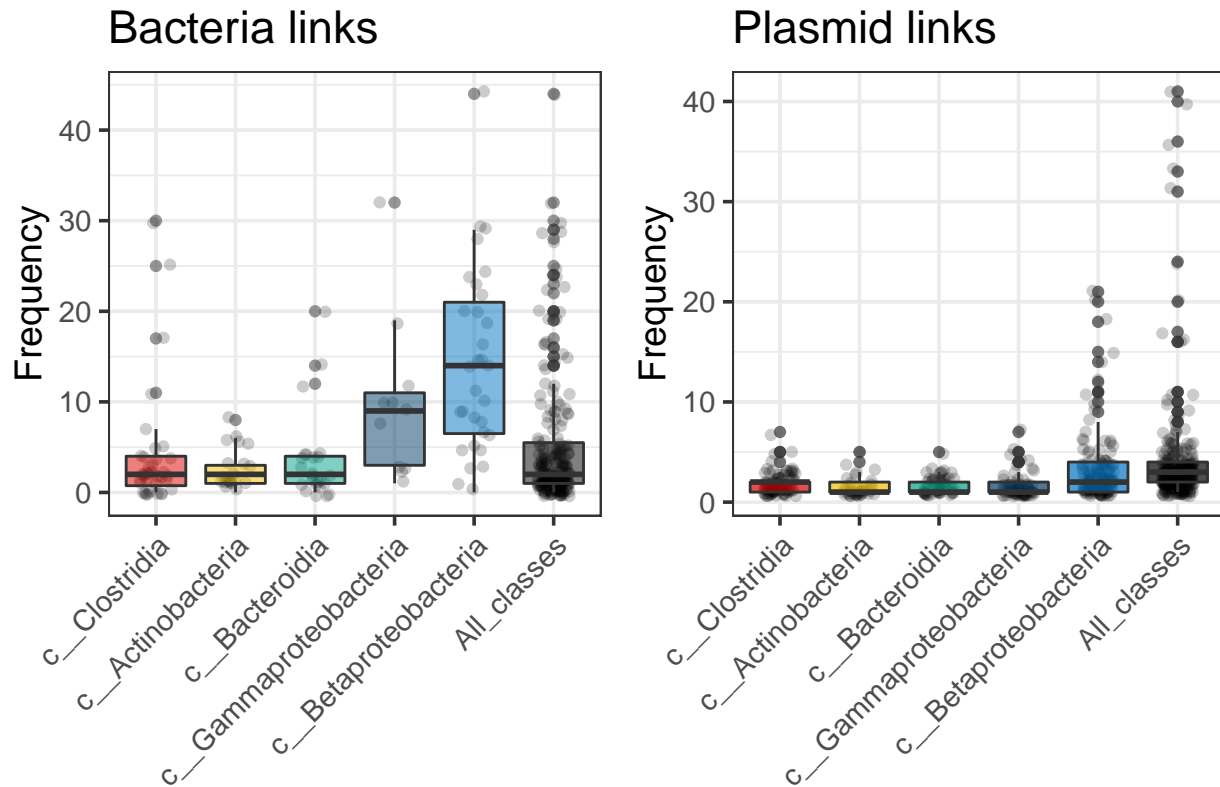 Bacteria links
Frequency
40
30
20
10
0
c__Clostridia
c__Actinobacteria
c__Bacteroidia
c__Gammaproteobacteria
c__Betaproteobacteria
All_classes
Plasmid links
Frequency
40
30
20
10
0
c__Clostridia
c__Actinobacteria
c__Bacteroidia
c__Gammaproteobacteria
c__Betaproteobacteria
All_classes